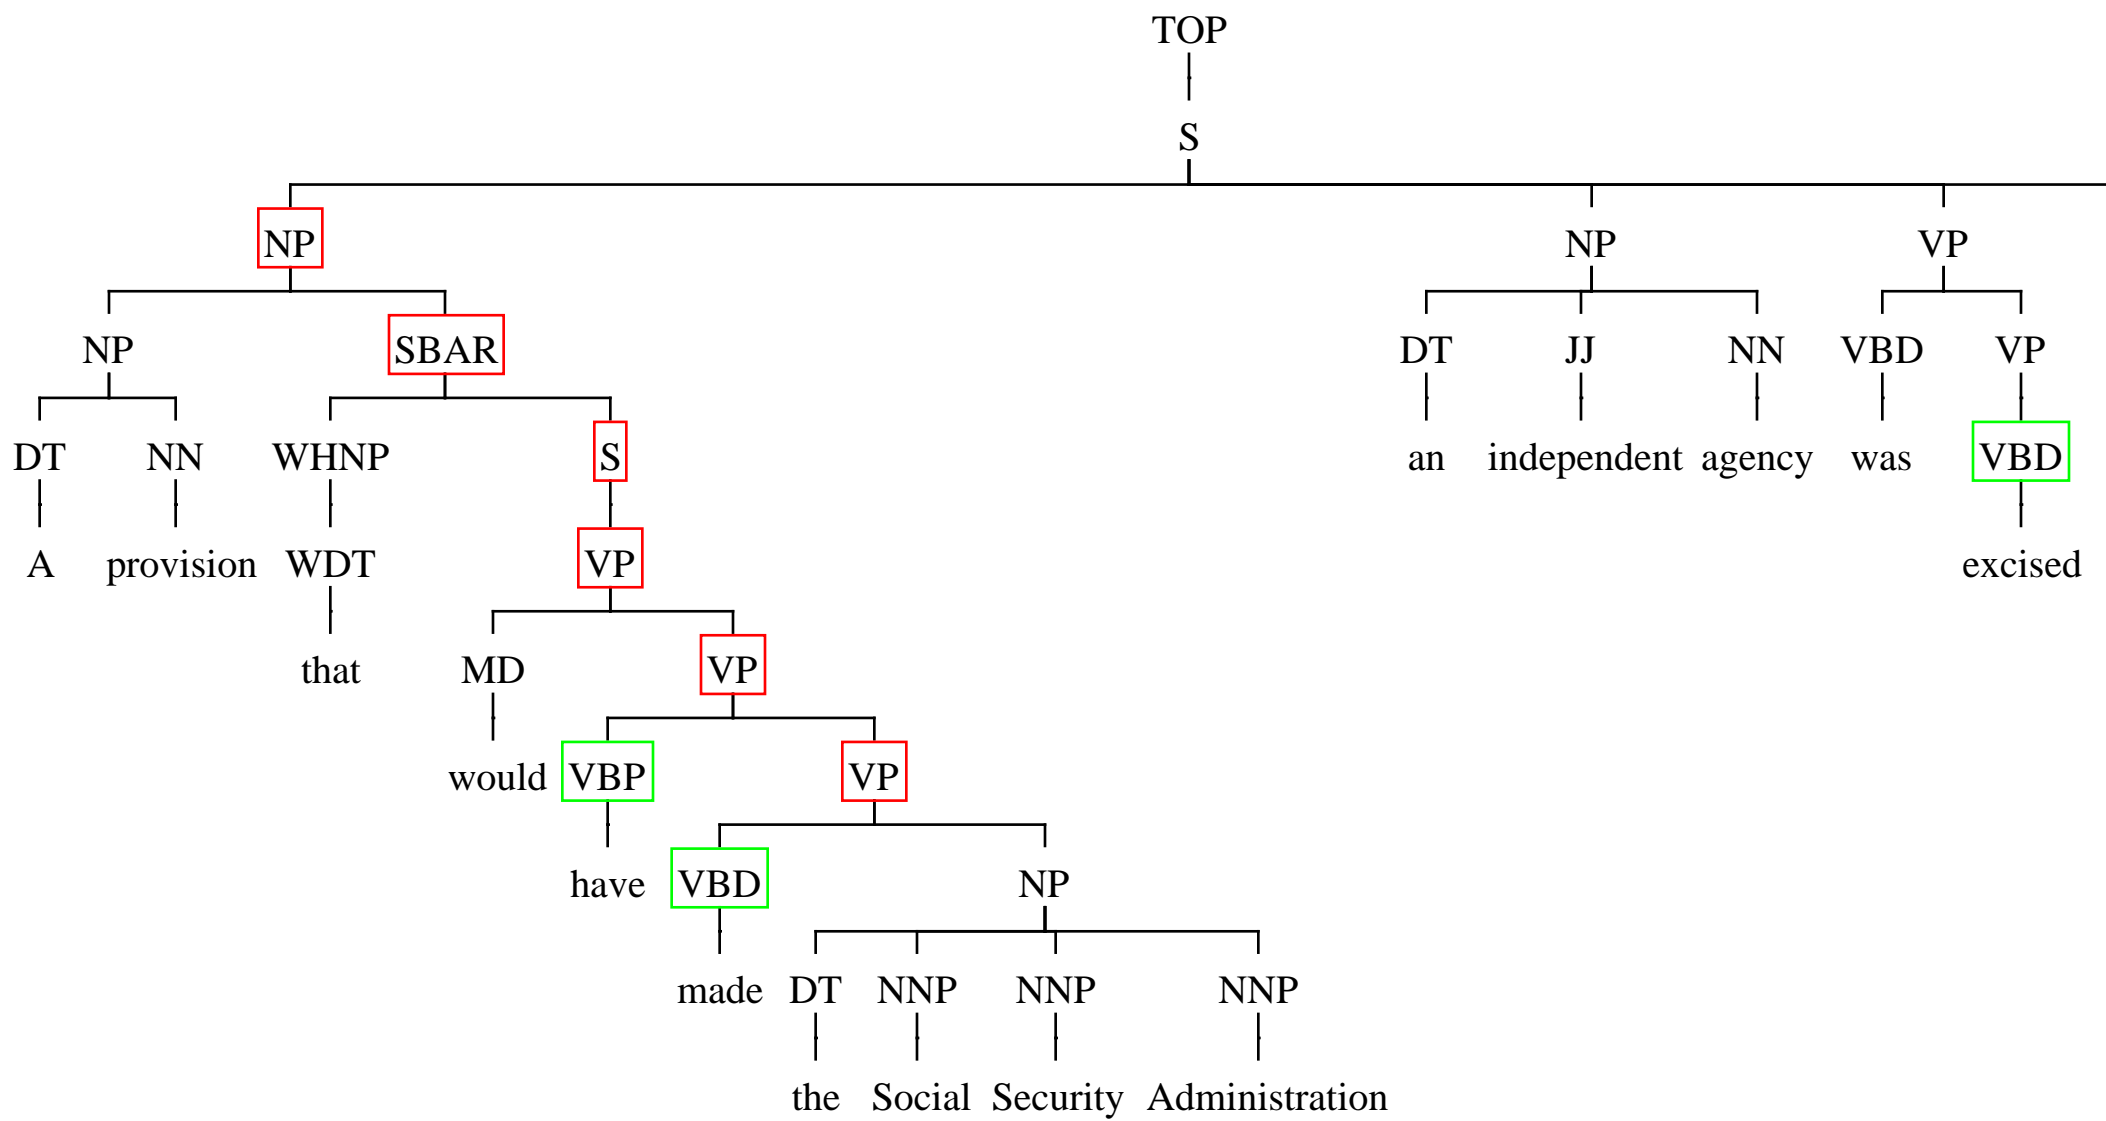 TOP
S
NP NP VP
NP SBAR DT JJ NN VBD VP
DT NN WHNP S an independent agency was VBD
A provision WDT VP excised
that MD VP
would VBP VP
have VBD NP
made DT NNP NNP NNP
the Social Security Administration